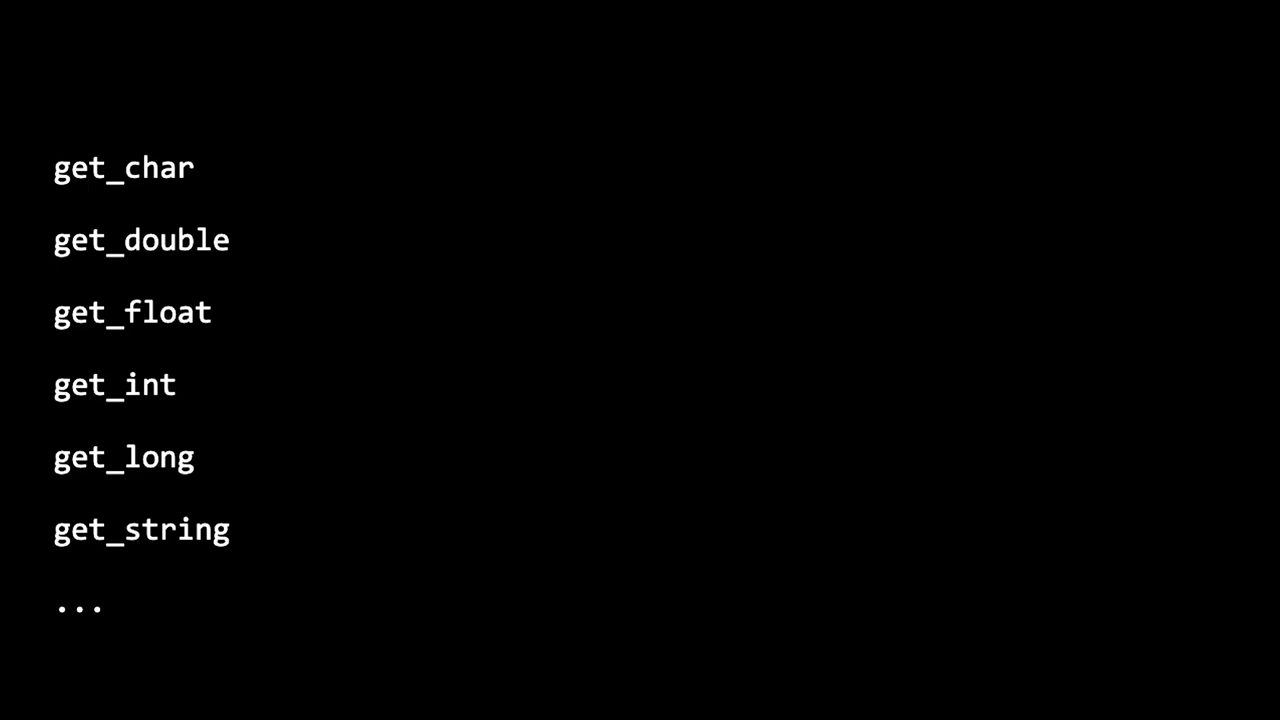 get_char
get_double
get_float
get_int
get_long
get_string
...